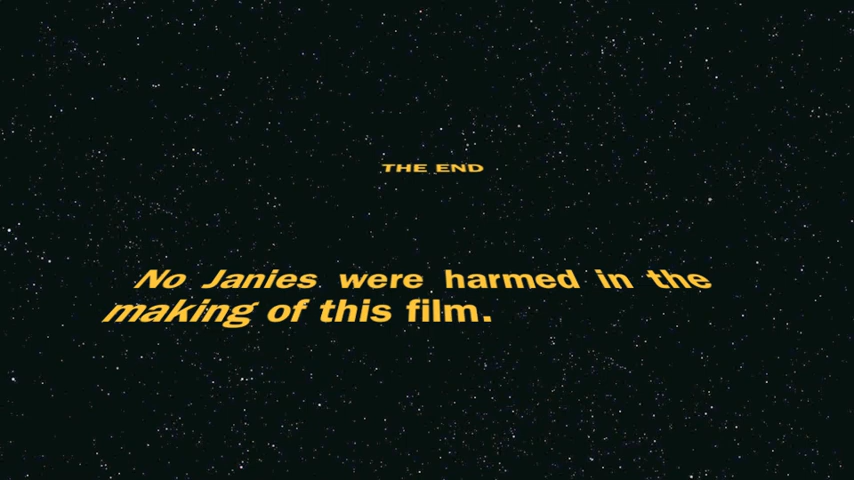 THE END
No Janies were harmed in the
making of this film.